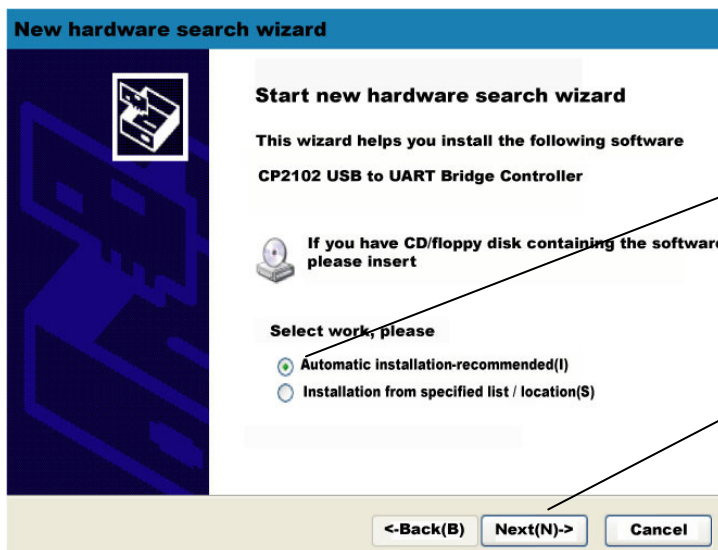 New hardware search wizard
Start new hardware search wizard
This wizard helps you install the following software
CP2102 USB to UART Bridge Controller
If you have CD/floppy disk containing the software
please insert
Select work, please
Automatic installation-recommended(I)
Installation from specified list / location(S)
<-Back(B) Next(N)-> Cancel